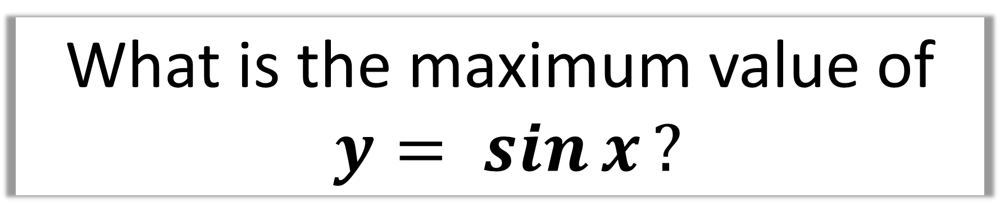 What is the maximum value of
y = sin x ?